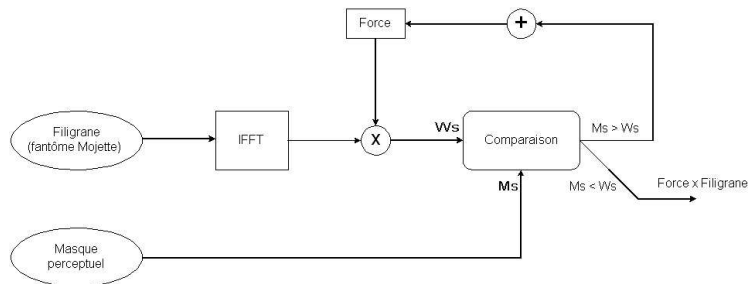 Force
+
Filigrane
(fantôme Mojette)
IFFT
X
Ws
Comparaison
Ms > Ws
Ms
Ms < Ws
Force x Filigrane
Masque
perceptuel